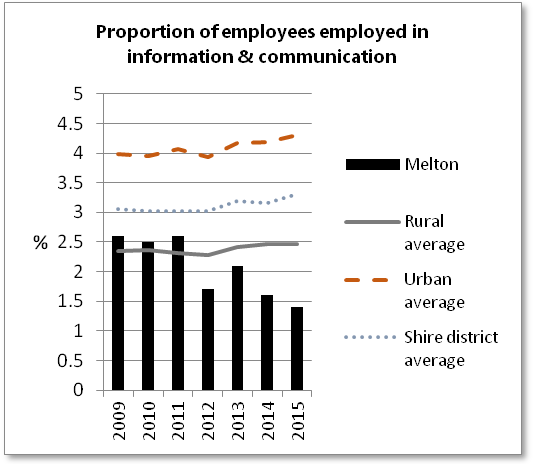 Proportion of employees employed in
information & communication
5
4.5
4
3.5
3
2.5
2
1.5
1
0.5
0
%
2009
2010
2011
2012
2013
2014
2015
Melton
Rural
average
Urban
average
Shire district
average